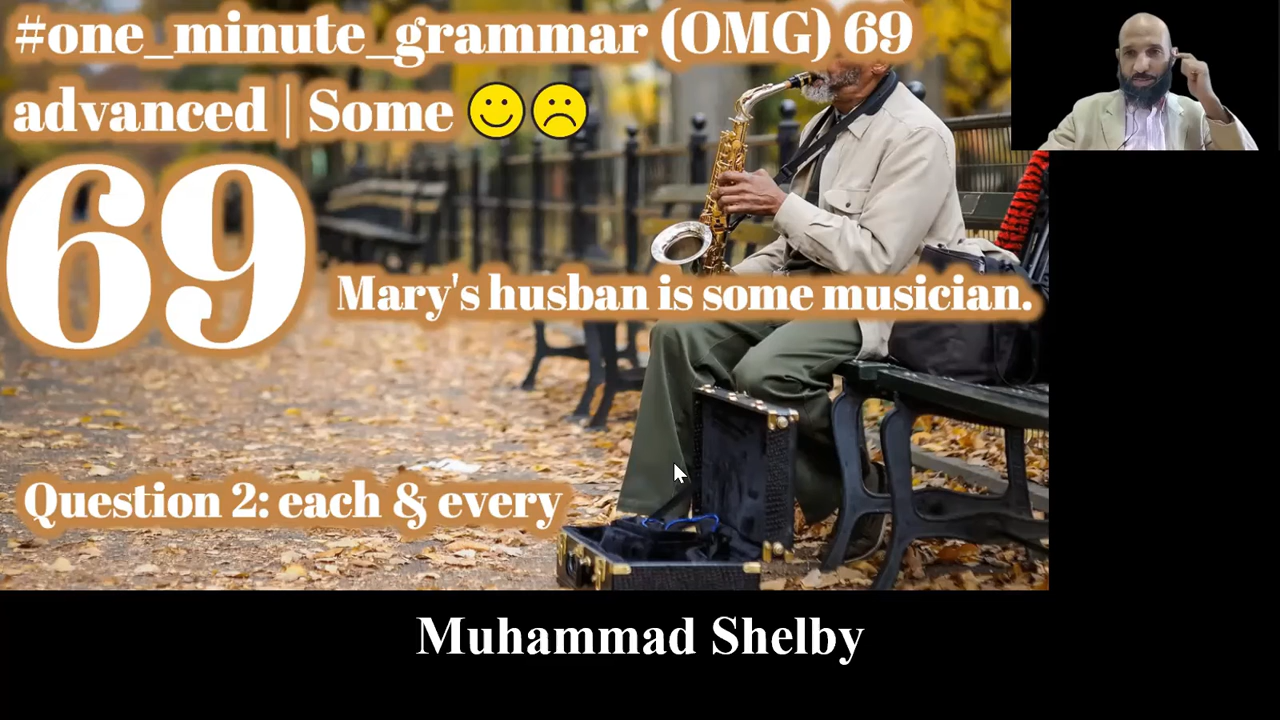 #one_minute_grammar (OMG) 69
advanced | Some 🙂☹
69
Mary's husban is some musician.
Question 2: each & every
Muhammad Shelby